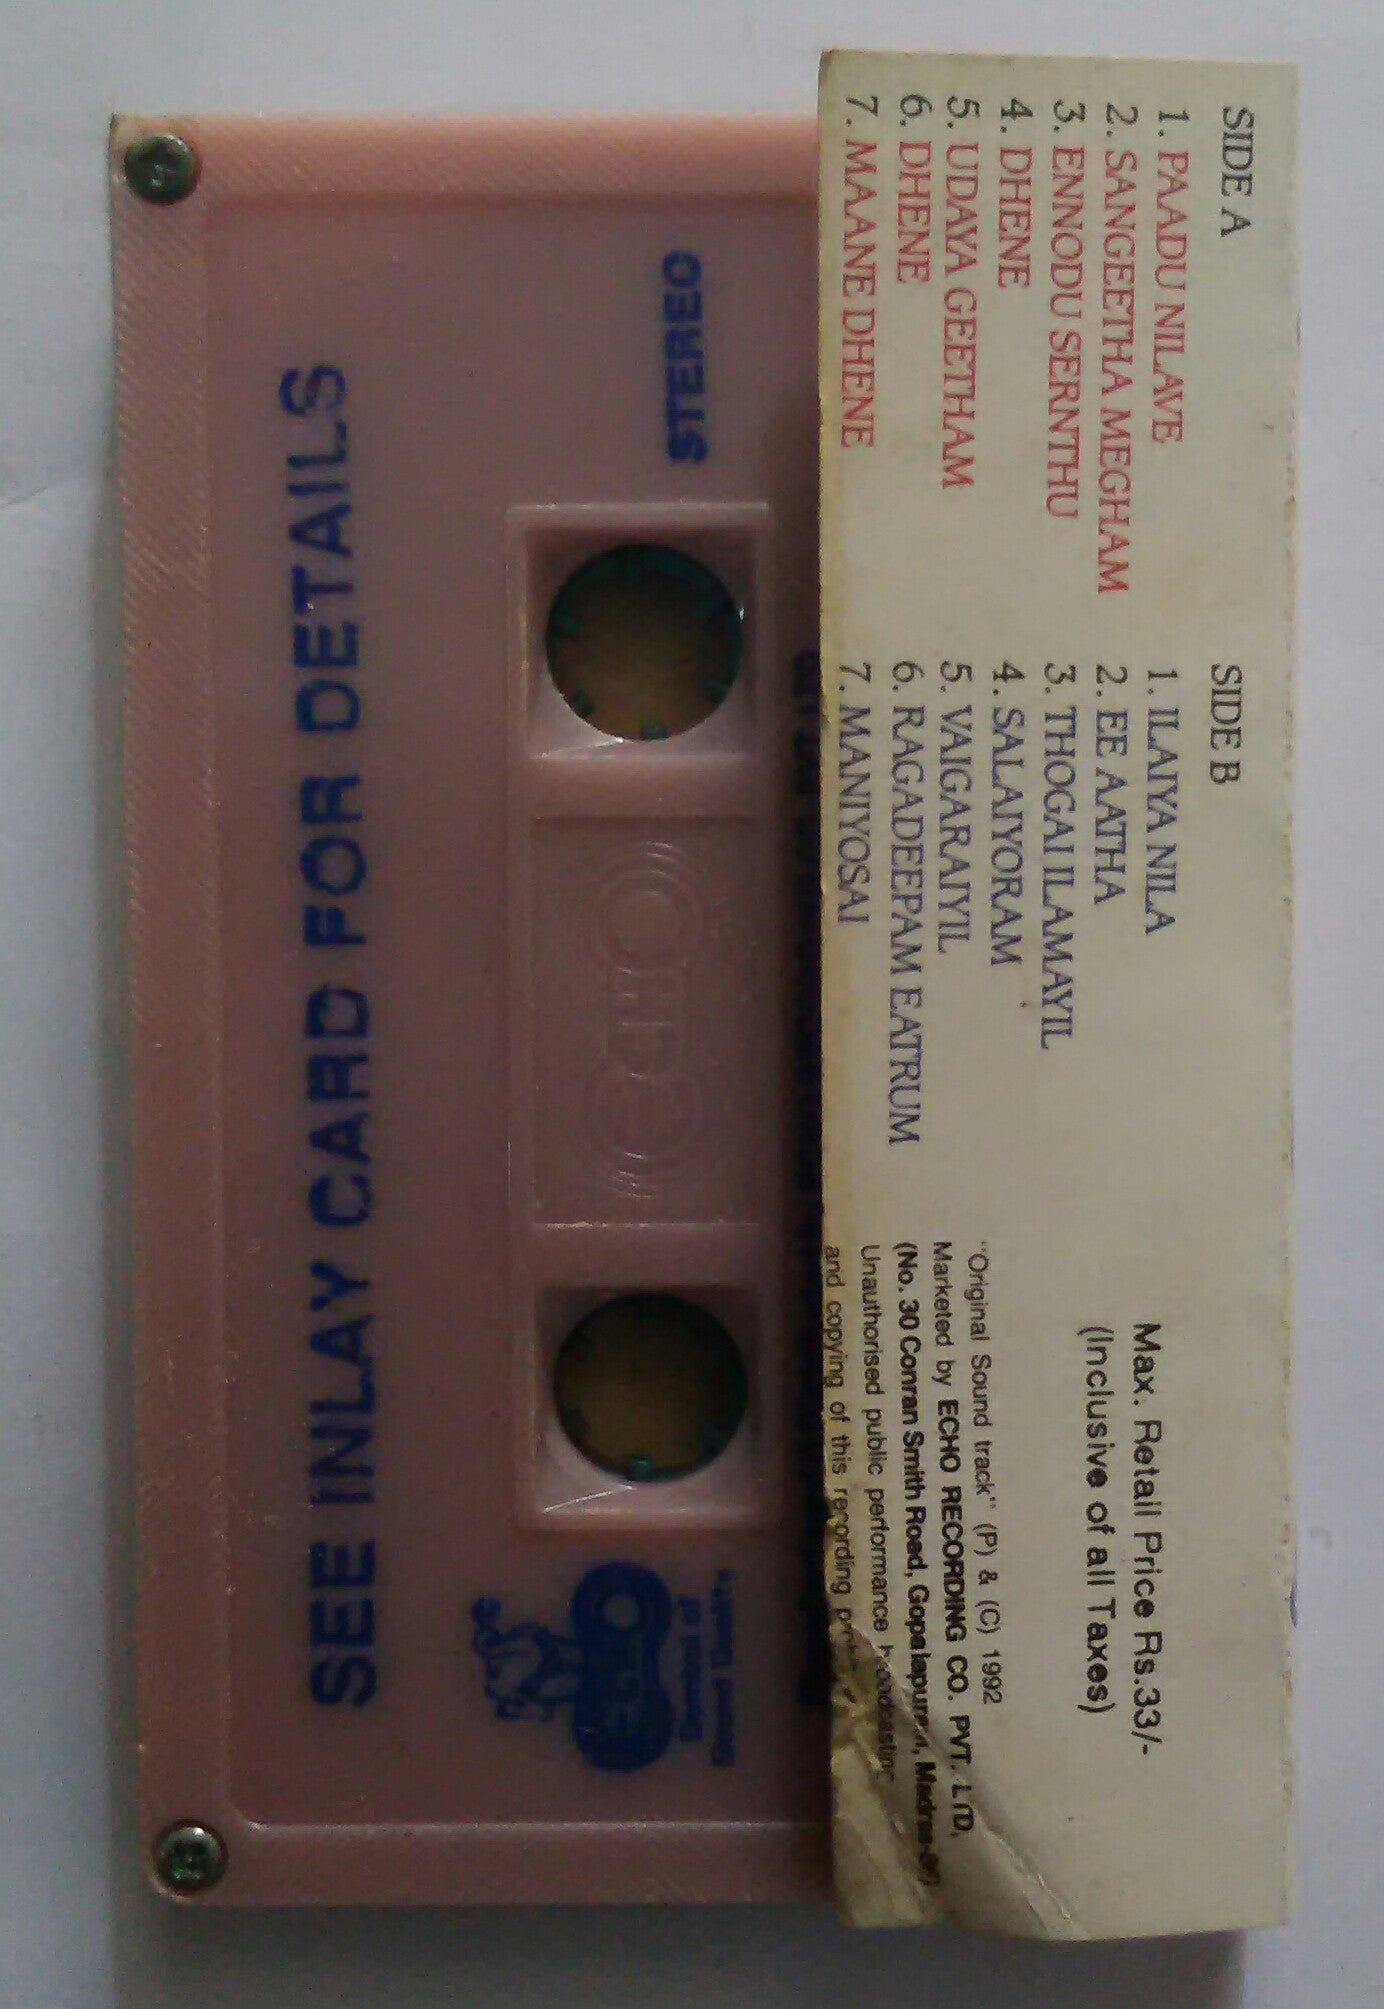 SIDE A
1. PAADU NILAVE
2. SANGEETHA MEGHAM
3. ENNODU SERNTHU
4. DHENE
5. UDAYA GEETHAM
6. DHENE
7. MAANE DHENE
SIDE B
1. ILAIYA NILA
2. EE AATHA
3. THOGAI ILAMAYIL
4. SALAIYORAM
5. VAIGARAIYIL
6. RAGADEEPAM EATRUM
7. MANIYOSAI
Max. Retail Price Rs.33/-
(Inclusive of all Taxes)
"Original Sound track" (P) & (C) 1992
Marketed by ECHO RECORDING CO. PVT. LTD,
(No. 30 Conran Smith Road, Gopalapuram, Madras-
Unauthorised public performance broadcasting
and copying of this recording
STEREO
SEE INLAY CARD FOR DETAILS
ECHO